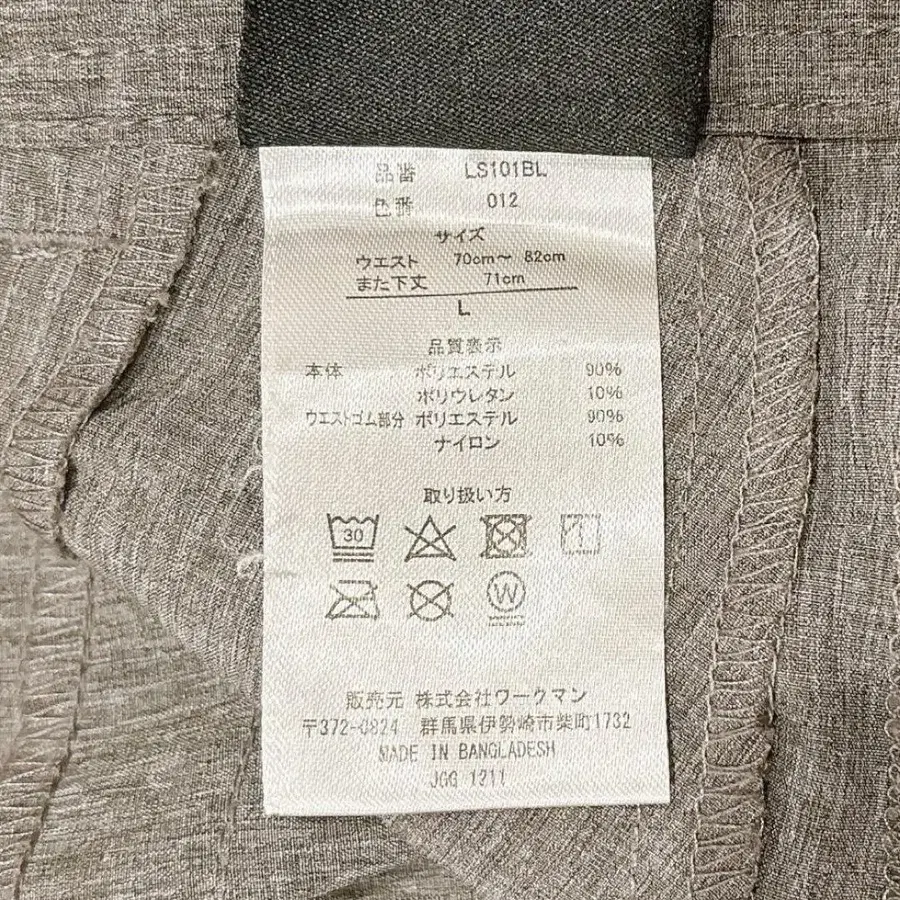 品番 LS101BL
色番 012
サイズ
ウエスト 70cm～ 82cm
また下丈 71cm
L
品質表示
本体 ポリエステル 90%
ポリウレタン 10%
ウエストゴム部分 ポリエステル 90%
ナイロン 10%
取り扱い方
30
W
販売元 株式会社ワークマン
〒372-0824 群馬県伊勢崎市柴町1732
MADE IN BANGLADESH
JGG 1211